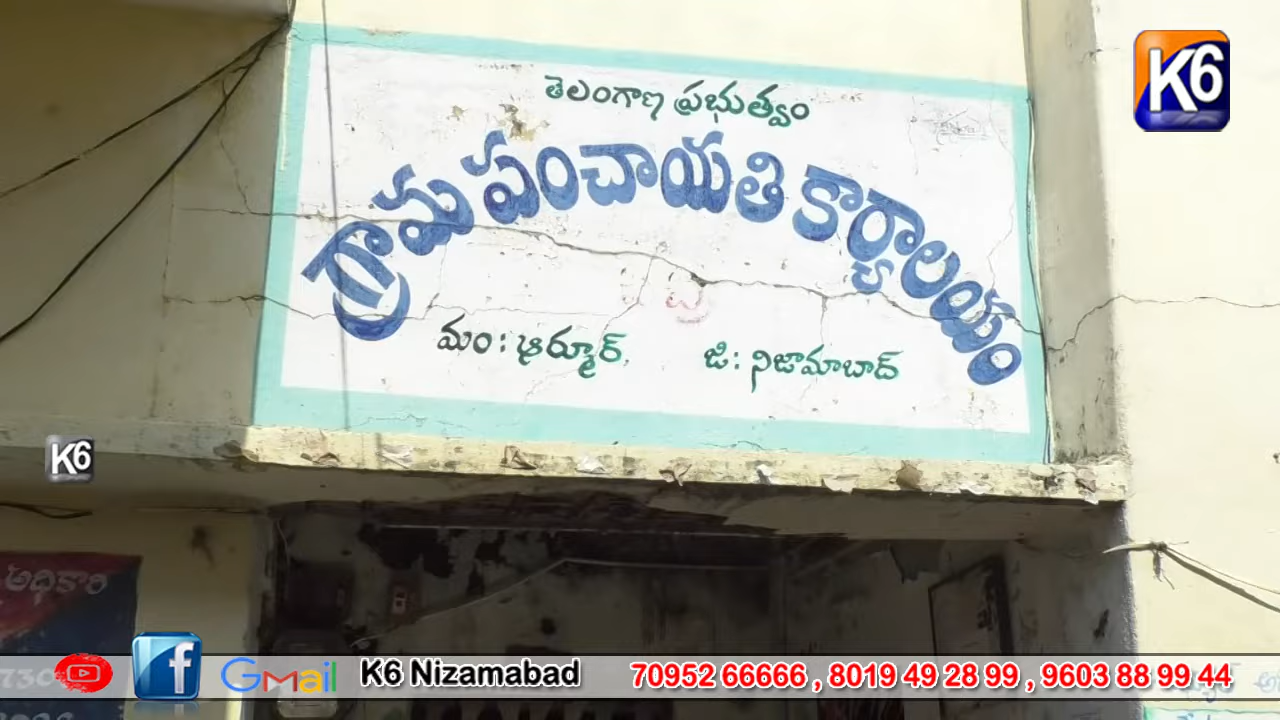 తెలంగాణ ప్రభుత్వం
K6
గ్రామ పంచాయతి కార్యాలయం
మం: ఆర్మూర్, జి: నిజామాబాద్
K6
అధికారి
Gmail K6 Nizamabad 70952 66666 , 8019 49 28 99 , 9603 88 99 44